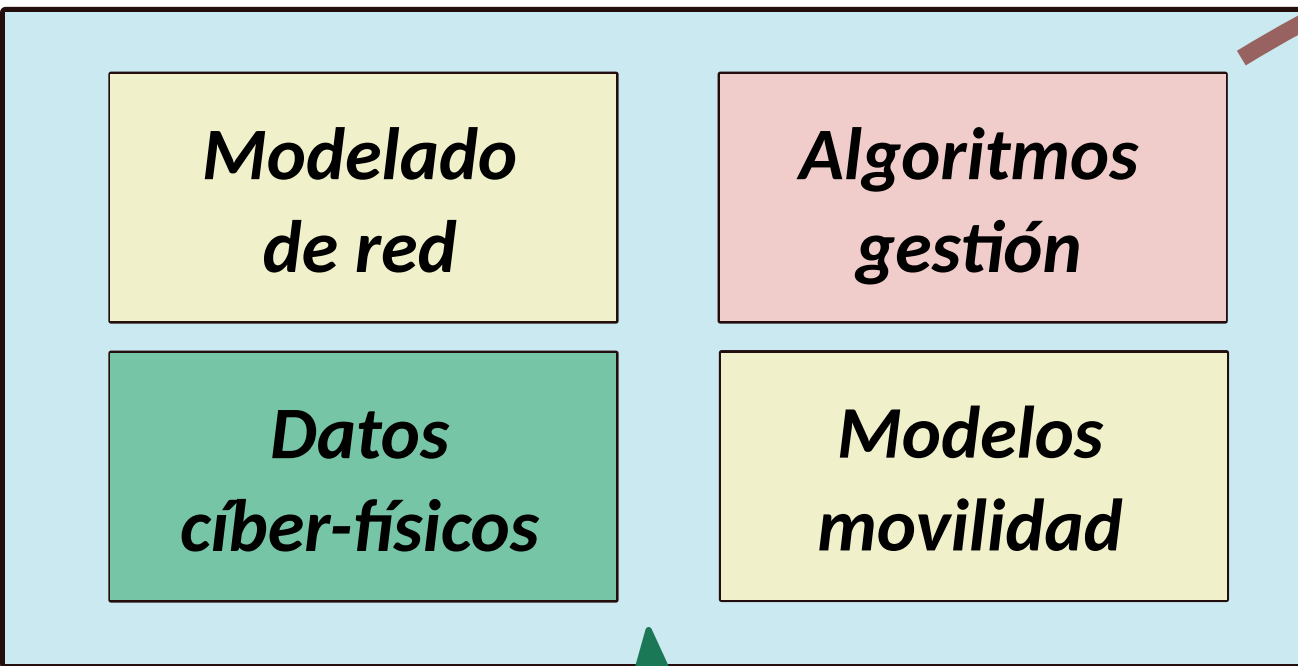 Modelado
de red
Algoritmos
gestión
Datos
cíber-físicos
Modelos
movilidad